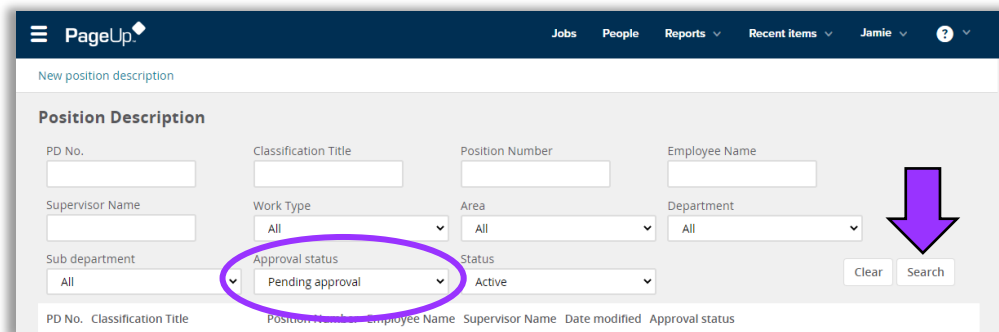 PageUp. Jobs People Reports Recent items Jamie ?
New position description
Position Description
PD No. Classification Title Position Number Employee Name
Supervisor Name Work Type Area Department
All All All
Sub department Approval status Status
All Pending approval Active Clear Search
PD No. Classification Title Position Number Employee Name Supervisor Name Date modified Approval status